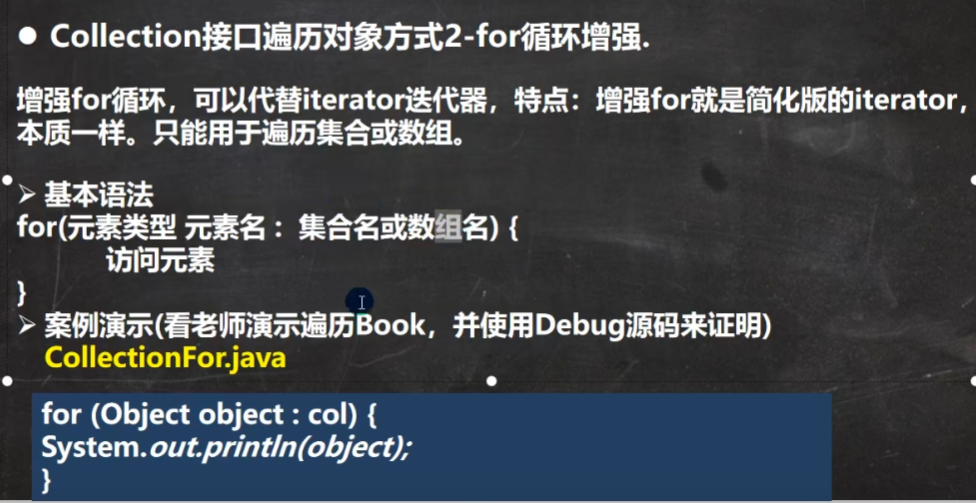 ● Collection接口遍历对象方式2-for循环增强.
增强for循环，可以代替iterator迭代器，特点：增强for就是简化版的iterator，
本质一样。只能用于遍历集合或数组。
➢ 基本语法
for(元素类型 元素名 : 集合名或数组名) {
访问元素
}
➢ 案例演示(看老师演示遍历Book，并使用Debug源码来证明)
CollectionFor.java
for (Object object : col) {
System.out.println(object);
}